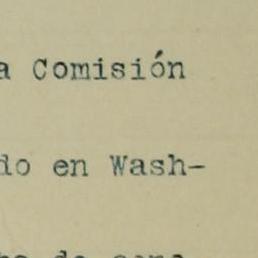 a Comisión
do en Wash-